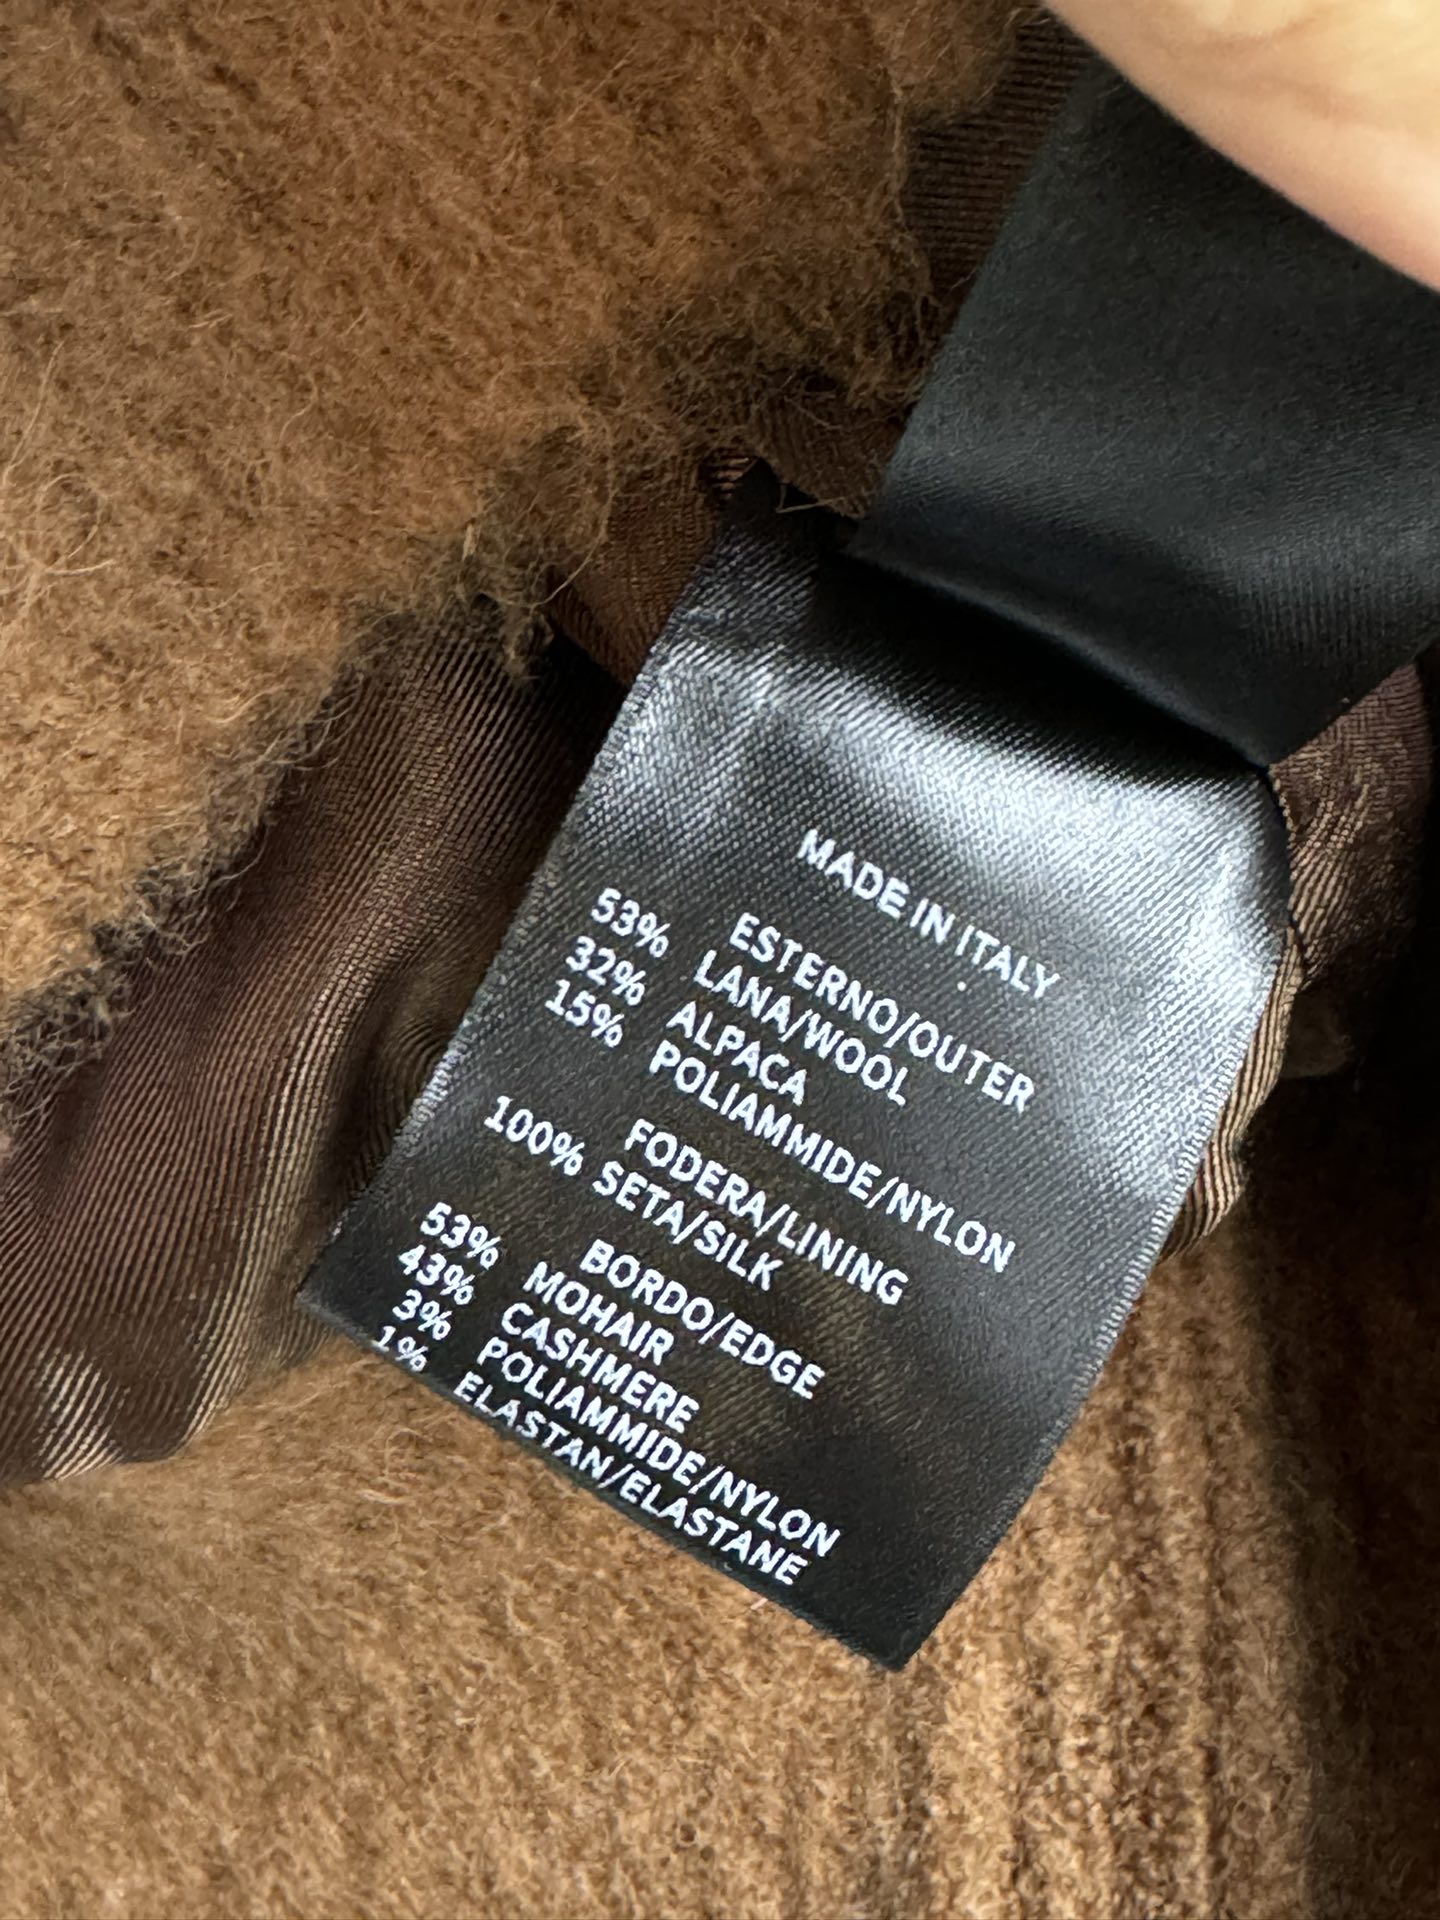 MADE IN ITALY
ESTERNO/OUTER
53% LANA/WOOL
32% ALPACA
15% POLIAMMIDE/NYLON
FODERA/LINING
100% SETA/SILK
BORDO/EDGE
53% MOHAIR
43% CASHMERE
3% POLIAMMIDE/NYLON
1% ELASTAN/ELASTANE